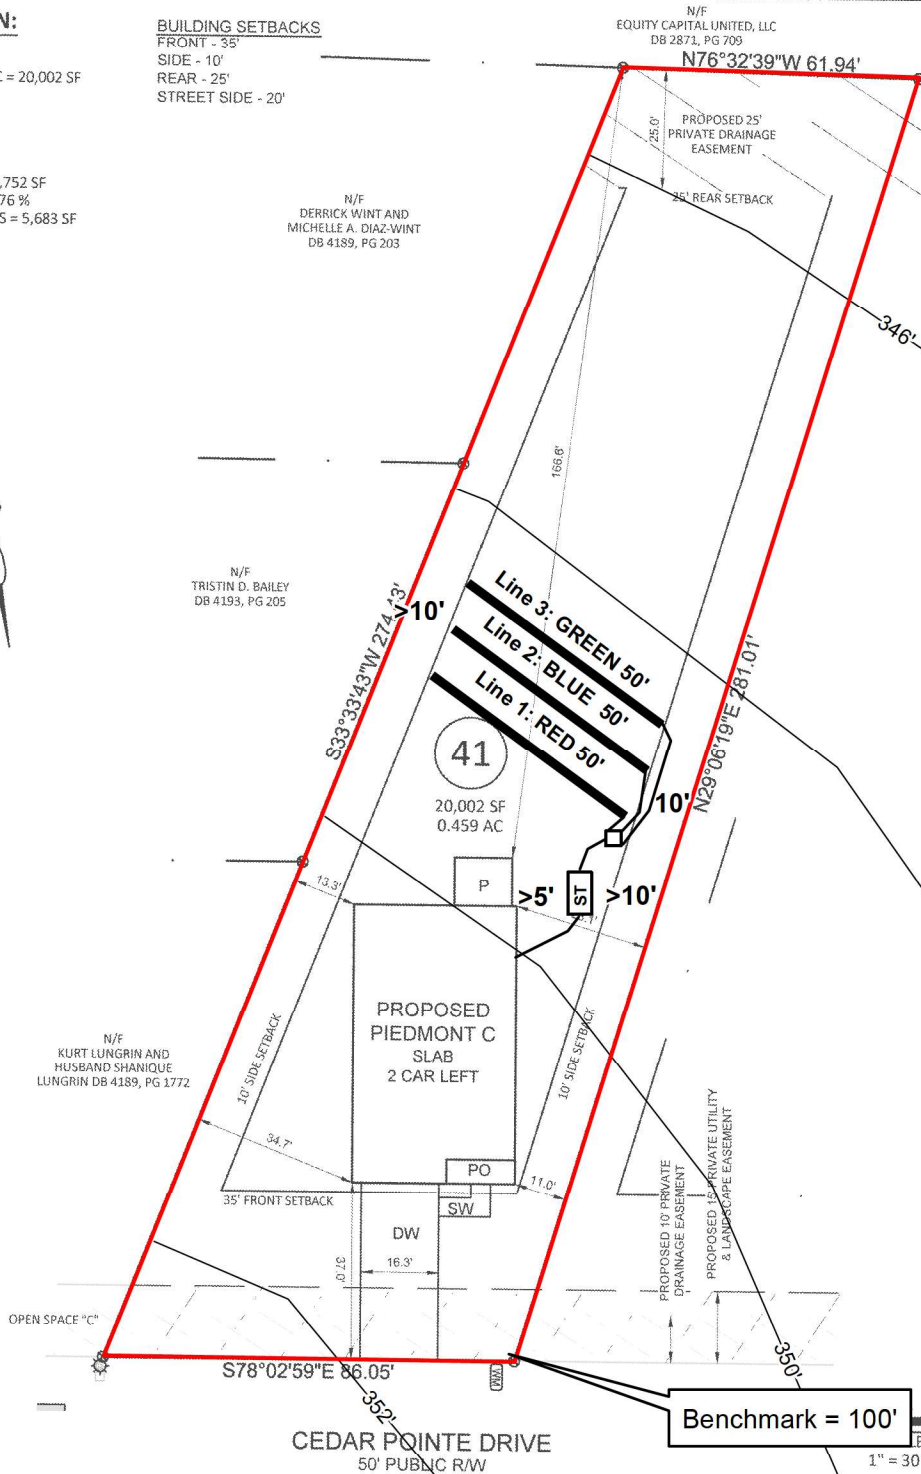 N:
BUILDING SETBACKS
FRONT - 35'
SIDE - 10'
REAR - 25'
STREET SIDE - 20'
C = 20,002 SF
,752 SF
76 %
S = 5,683 SF
N/F
EQUITY CAPITAL UNITED, LLC
DB 2871, PG 709
N76°32'39"W 61.94'
25.0'
PROPOSED 25'
PRIVATE DRAINAGE
EASEMENT
25' REAR SETBACK
N/F
DERRICK WINT AND
MICHELLE A. DIAZ-WINT
DB 4189, PG 203
346'
166.6'
N/F
TRISTIN D. BAILEY
DB 4193, PG 205
S33°33'43"W 274.43'
>10'
Line 3: GREEN 50'
Line 2: BLUE 50'
Line 1: RED 50'
N29°06'19"E 281.01'
41
20,002 SF
0.459 AC
10'
P
>5'
ST
>10'
13.3'
PROPOSED
PIEDMONT C
SLAB
2 CAR LEFT
N/F
KURT LUNGRIN AND
HUSBAND SHANIQUE
LUNGRIN DB 4189, PG 1772
10' SIDE SETBACK
10' SIDE SETBACK
34.7'
PO
11.0'
35' FRONT SETBACK
SW
DW
16.3'
37.0'
PROPOSED 10' PRIVATE
DRAINAGE EASEMENT
PROPOSED 15' PRIVATE UTILITY
& LANDSCAPE EASEMENT
OPEN SPACE "C"
S78°02'59"E 86.05'
WM
352'
350'
Benchmark = 100'
CEDAR POINTE DRIVE
50' PUBLIC R/W
1" = 30